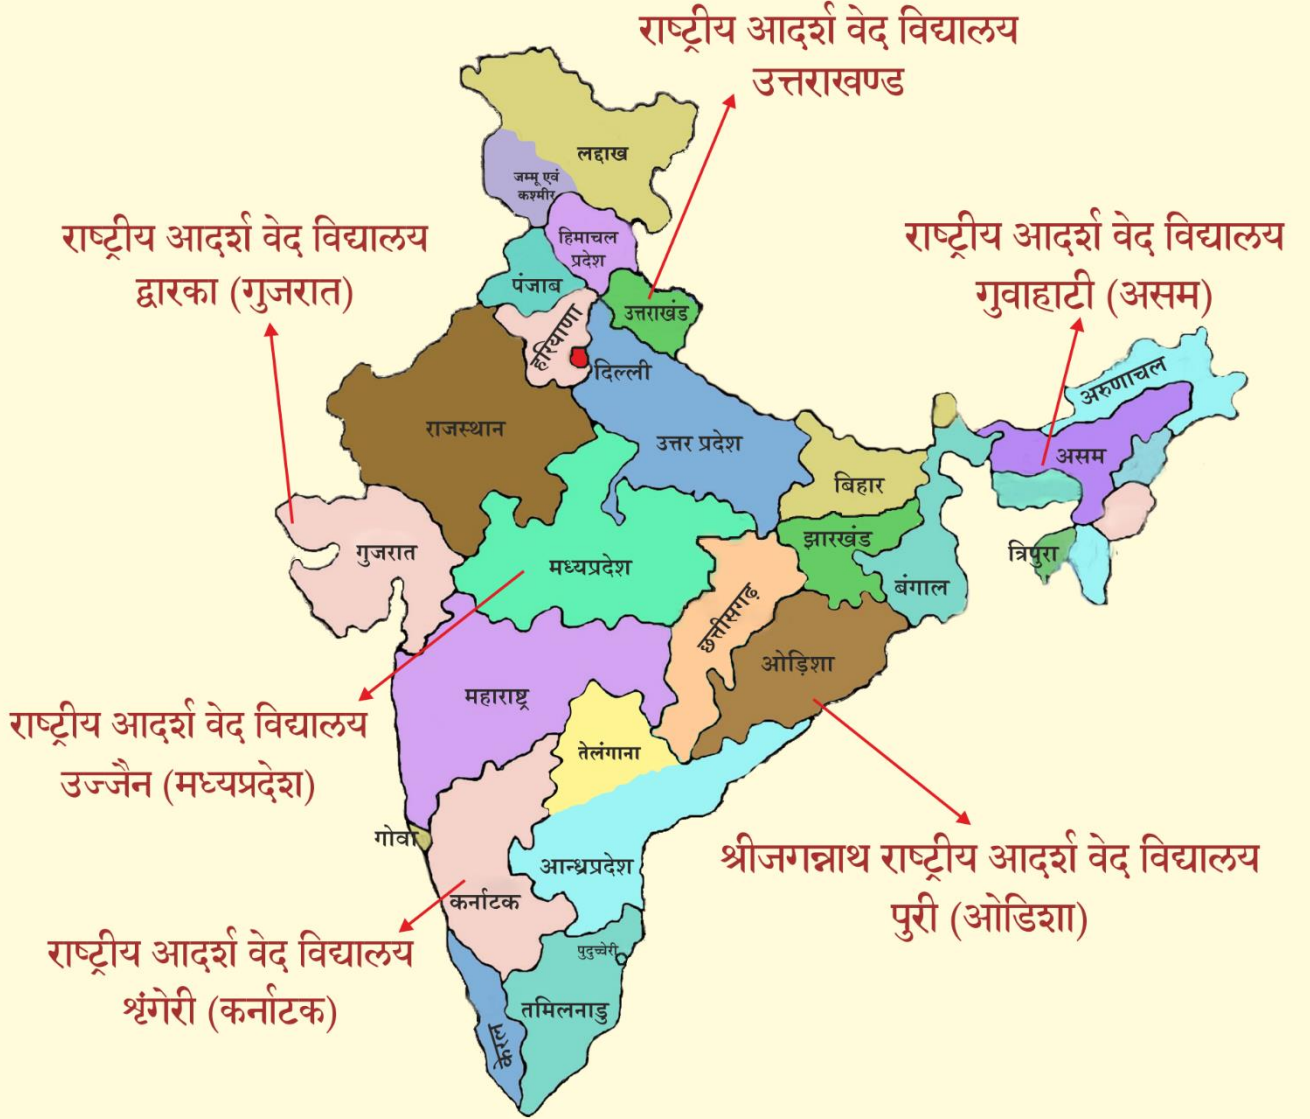 राष्ट्रीय आदर्श वेद विद्यालय
उत्तराखण्ड
लद्दाख
जम्मू एवं
कश्मीर
राष्ट्रीय आदर्श वेद विद्यालय
द्वारका (गुजरात)
हिमाचल
प्रदेश
राष्ट्रीय आदर्श वेद विद्यालय
गुवाहाटी (असम)
पंजाब
उत्तराखंड
हरियाणा
दिल्ली
अरुणाचल
राजस्थान
उत्तर प्रदेश
असम
बिहार
झारखंड
गुजरात
मध्यप्रदेश
त्रिपुरा
बंगाल
छत्तीसगढ़
ओड़िशा
महाराष्ट्र
राष्ट्रीय आदर्श वेद विद्यालय
उज्जैन (मध्यप्रदेश)
तेलंगाना
गोवा
आन्ध्रप्रदेश
श्रीजगन्नाथ राष्ट्रीय आदर्श वेद विद्यालय
पुरी (ओडिशा)
कर्नाटक
राष्ट्रीय आदर्श वेद विद्यालय
श्रृंगेरी (कर्नाटक)
पुदुच्चेरी
तमिलनाडु
केरल